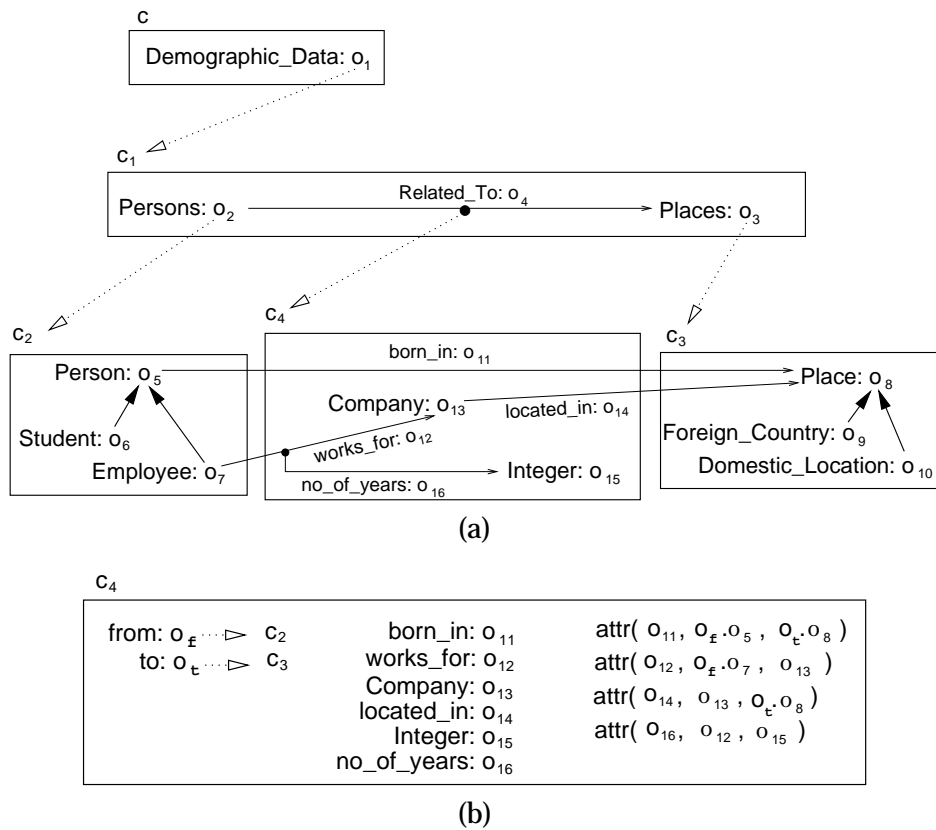 c
Demographic_Data: o1
c1
Related_To: o4
Persons: o2
Places: o3
c2
c4
c3
born_in: o11
Person: o5
Place: o8
Company: o13
located_in: o14
Student: o6
works_for: o12
Foreign_Country: o9
Employee: o7
Integer: o15
Domestic_Location: o10
no_of_years: o16
(a)
c4
from: of c2
to: ot c3
born_in: o11
works_for: o12
Company: o13
located_in: o14
Integer: o15
no_of_years: o16
attr( o11, of.o5 , ot.o8 )
attr( o12, of.o7 , o13 )
attr( o14, o13 , ot.o8 )
attr( o16, o12 , o15 )
(b)